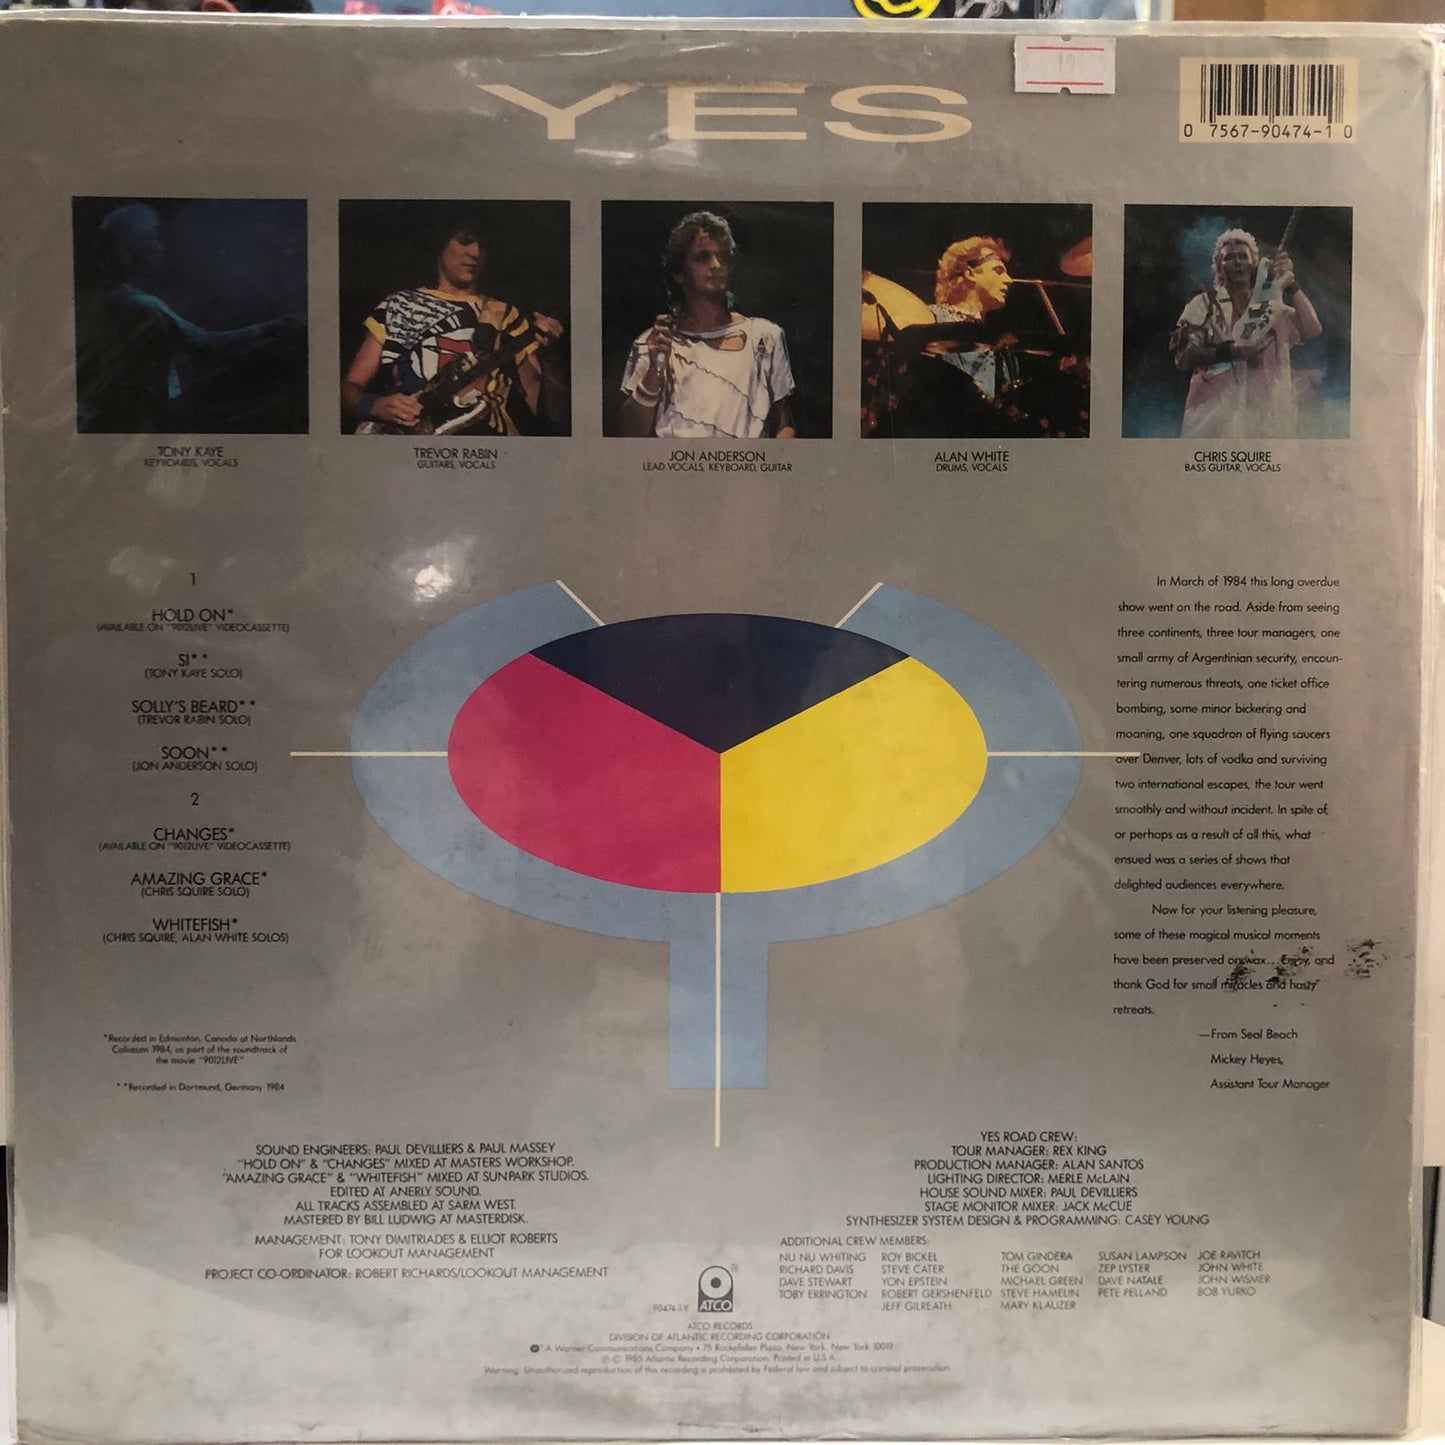 YES
0 7567-90474-1 0
TONY KAYE
KEYBOARDS, VOCALS
TREVOR RABIN
GUITARS, VOCALS
JON ANDERSON
LEAD VOCALS, KEYBOARD, GUITAR
ALAN WHITE
DRUMS, VOCALS
CHRIS SQUIRE
BASS GUITAR, VOCALS
1
HOLD ON*
(AVAILABLE ON "9012LIVE" VIDEOCASSETTE)
SI**
(TONY KAYE SOLO)
SOLLY'S BEARD**
(TREVOR RABIN SOLO)
SOON**
(JON ANDERSON SOLO)
2
CHANGES*
(AVAILABLE ON "9012LIVE" VIDEOCASSETTE)
AMAZING GRACE*
(CHRIS SQUIRE SOLO)
WHITEFISH*
(CHRIS SQUIRE, ALAN WHITE SOLOS)
*Recorded in Edmonton, Canada at Northlands
Coliseum 1984, as part of the soundtrack of
the movie "9012LIVE"
**Recorded in Dortmund, Germany 1984
In March of 1984 this long overdue
show went on the road. Aside from seeing
three continents, three tour managers, one
small army of Argentinian security, encoun-
tering numerous threats, one ticket office
bombing, some minor bickering and
moaning, one squadron of flying saucers
over Denver, lots of vodka and surviving
two international escapes, the tour went
smoothly and without incident. In spite of,
or perhaps as a result of all this, what
ensued was a series of shows that
delighted audiences everywhere.
Now for your listening pleasure,
some of these magical musical moments
have been preserved on wax... Enjoy, and
thank God for small miracles and hasty
retreats.
—From Seal Beach
Mickey Heyes,
Assistant Tour Manager
SOUND ENGINEERS: PAUL DEVILLIERS & PAUL MASSEY
"HOLD ON" & "CHANGES" MIXED AT MASTERS WORKSHOP.
"AMAZING GRACE" & "WHITEFISH" MIXED AT SUNPARK STUDIOS.
EDITED AT ANERLY SOUND.
ALL TRACKS ASSEMBLED AT SARM WEST.
MASTERED BY BILL LUDWIG AT MASTERDISK.
MANAGEMENT: TONY DIMITRIADES & ELLIOT ROBERTS
FOR LOOKOUT MANAGEMENT
PROJECT CO-ORDINATOR: ROBERT RICHARDS/LOOKOUT MANAGEMENT
YES ROAD CREW:
TOUR MANAGER: REX KING
PRODUCTION MANAGER: ALAN SANTOS
LIGHTING DIRECTOR: MERLE McLAIN
HOUSE SOUND MIXER: PAUL DEVILLIERS
STAGE MONITOR MIXER: JACK McCUE
SYNTHESIZER SYSTEM DESIGN & PROGRAMMING: CASEY YOUNG
ADDITIONAL CREW MEMBERS:
NU NU WHITING
RICHARD DAVIS
DAVE STEWART
TOBY ERRINGTON
ROY BICKEL
STEVE CATER
YON EPSTEIN
ROBERT GERSHENFELD
JEFF GILREATH
TOM GINDERA
THE GOON
MICHAEL GREEN
STEVE HAMELIN
MARY KLAUZER
SUSAN LAMPSON
ZEP LYSTER
DAVE NATALE
PETE PELLAND
JOE RAVITCH
JOHN WHITE
JOHN WISMER
BOB YURKO
90474-1-Y
ATCO ®
ATCO RECORDS
DIVISION OF ATLANTIC RECORDING CORPORATION
A Warner Communications Company • 75 Rockefeller Plaza, New York, New York 10019
℗ © 1985 Atlantic Recording Corporation. Printed in U.S.A.
Warning: Unauthorized reproduction of this recording is prohibited by Federal law and subject to criminal prosecution.